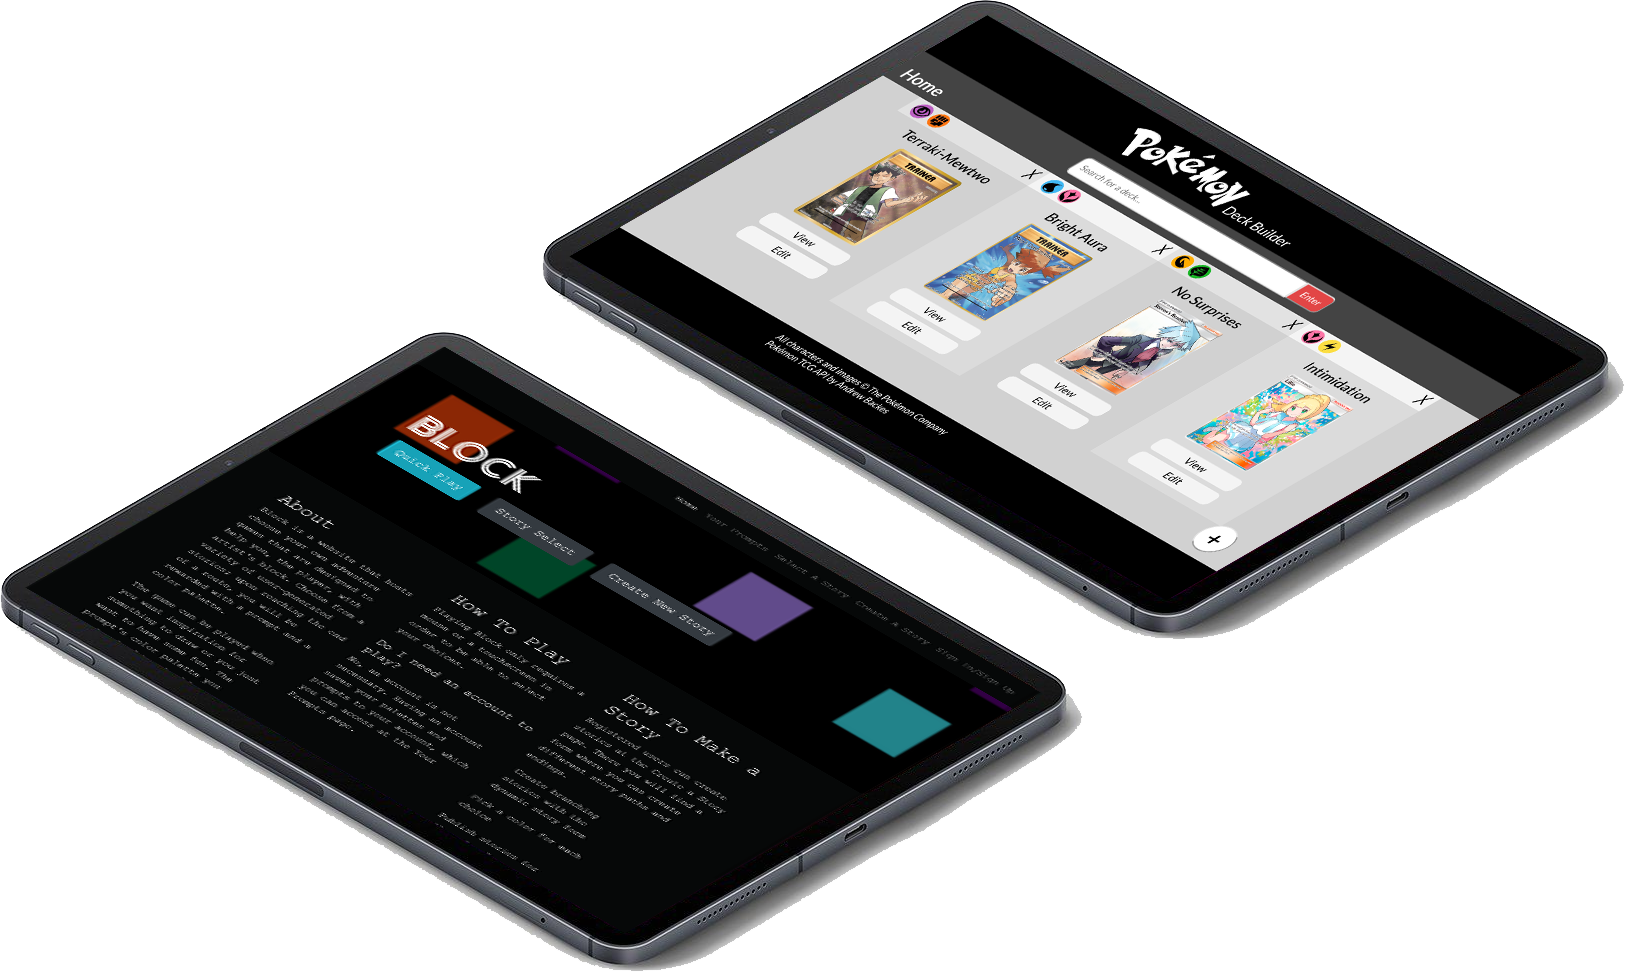 Home
POKéMON
Deck Builder
Search for a deck...
Enter
Terraki-Mewtwo
TRAINER
View
Edit
X
Bright Aura
TRAINER
View
Edit
X
No Surprises
View
Edit
X
Intimidation
View
Edit
X
+
All characters and images © The Pokémon Company
Pokémon TCG API by Andrew Backes
BLOCK
Home
Your Prompts
Select A Story
Create A Story
Sign In/Sign Up
Quick Play
Story Select
Create New Story
About
Block is a website that hosts
choose your own adventure
games that are designed to
help you, the player, with
artist's block. Choose from a
variety of user-generated
stories; upon reaching the end
of a route, you will be
rewarded with a prompt and a
color palette.
The game can be played when
you want inspiration for
something to draw or you just
want to have some fun. The
prompt's color palette you
How To Play
Playing Block only requires a
mouse or a touchscreen in
order to be able to select
your choices.
Do I need an account to
play?
No, an account is not
necessary. Having an account
saves your palettes and
prompts to your account, which
you can access at the Your
Prompts page.
How To Make a
Story
Registered users can create
stories at the Create a Story
page. There you will find a
form where you can create
different story paths and
endings.
Create branching
stories with the
dynamic story form
Pick a color for each
choice
Publish stories for